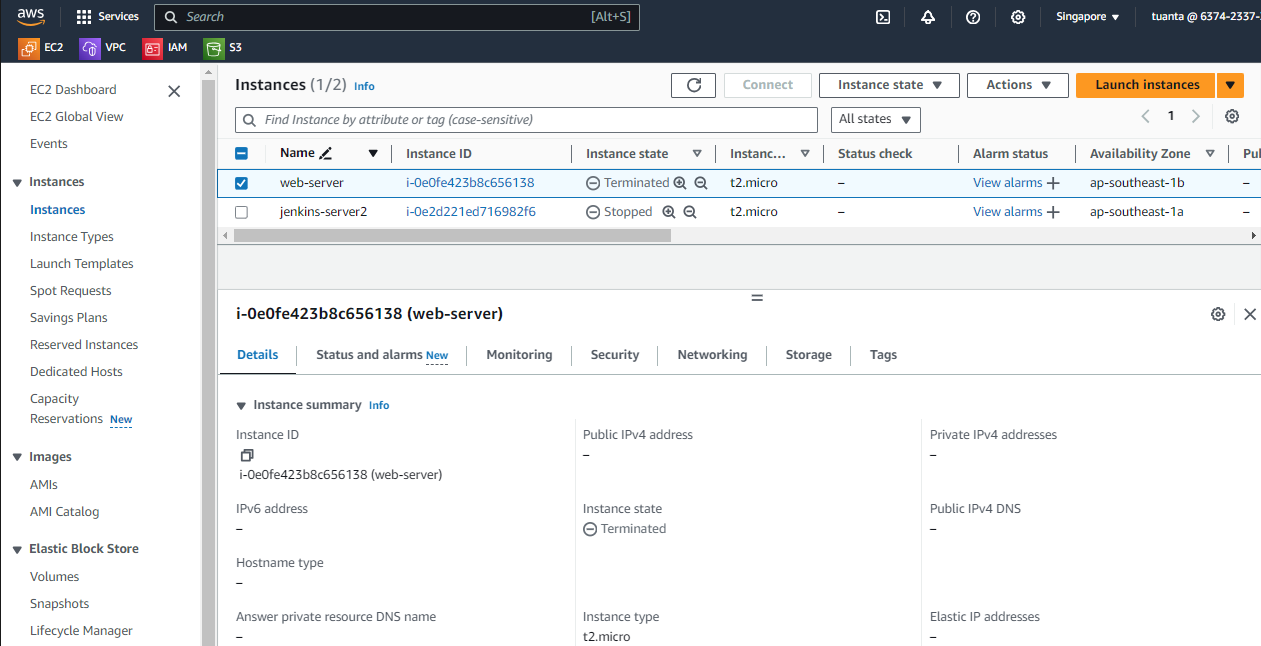 aws Services Search [Alt+S] Singapore tuanta @ 6374-2337-
EC2 VPC IAM S3
EC2 Dashboard
EC2 Global View
Events
Instances
Instances
Instance Types
Launch Templates
Spot Requests
Savings Plans
Reserved Instances
Dedicated Hosts
Capacity
Reservations New
Images
AMIs
AMI Catalog
Elastic Block Store
Volumes
Snapshots
Lifecycle Manager
Instances (1/2) Info Connect Instance state Actions Launch instances
Find Instance by attribute or tag (case-sensitive) All states 1
Name Instance ID Instance state Instanc... Status check Alarm status Availability Zone Pul
web-server i-0e0fe423b8c656138 Terminated t2.micro – View alarms + ap-southeast-1b –
jenkins-server2 i-0e2d221ed716982f6 Stopped t2.micro – View alarms + ap-southeast-1a –
i-0e0fe423b8c656138 (web-server)
Details Status and alarms New Monitoring Security Networking Storage Tags
Instance summary Info
Instance ID
i-0e0fe423b8c656138 (web-server)
Public IPv4 address
–
Private IPv4 addresses
–
IPv6 address
–
Instance state
Terminated
Public IPv4 DNS
–
Hostname type
–
Answer private resource DNS name
–
Instance type
t2.micro
Elastic IP addresses
–